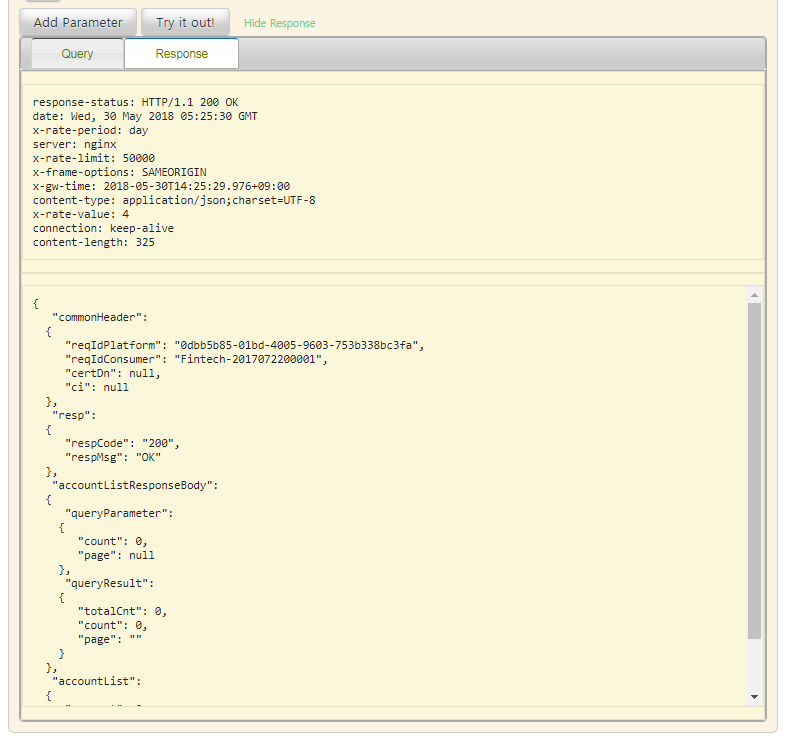 Add Parameter Try it out! Hide Response
Query Response
response-status: HTTP/1.1 200 OK
date: Wed, 30 May 2018 05:25:30 GMT
x-rate-period: day
server: nginx
x-rate-limit: 50000
x-frame-options: SAMEORIGIN
x-gw-time: 2018-05-30T14:25:29.976+09:00
content-type: application/json;charset=UTF-8
x-rate-value: 4
connection: keep-alive
content-length: 325
{
"commonHeader":
{
"reqIdPlatform": "0dbb5b85-01bd-4005-9603-753b338bc3fa",
"reqIdConsumer": "Fintech-2017072200001",
"certDn": null,
"ci": null
},
"resp":
{
"respCode": "200",
"respMsg": "OK"
},
"accountListResponseBody":
{
"queryParameter":
{
"count": 0,
"page": null
},
"queryResult":
{
"totalCnt": 0,
"count": 0,
"page": ""
}
},
"accountList":
{